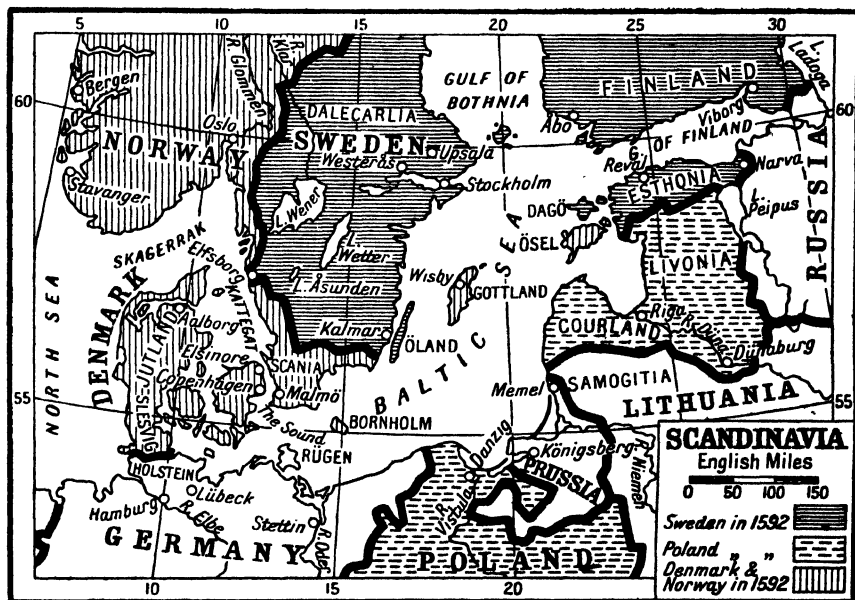 5
10
15
20
25
30
Bergen
R. Glommen
R. Klar
GULF OF
BOTHNIA
FINLAND
L.
Ladoga
60
60
NORWAY
Oslo
DALECARLIA
SWEDEN
Upsala
Westerås
Stockholm
Åbo
Viborg
G. OF FINLAND
Reval
Narva
ESTHONIA
Stavanger
L. Wener
DAGÖ
ÖSEL
L.
Peipus
RUSSIA
SKAGERRAK
L.
Wetter
LIVONIA
Elfsborg
L. Åsunden
Wisby
GOTTLAND
NORTH SEA
DENMARK
KATTEGAT
Aalborg
JUTLAND
Kalmar
ÖLAND
BALTIC SEA
COURLAND
Riga
R. Düna
Dünaburg
Elsinore
SCANIA
Copenhagen
Malmö
SLESVIG
Memel
SAMOGITIA
LITHUANIA
55
55
The Sound
BORNHOLM
RÜGEN
HOLSTEIN
Lübeck
Hamburg
R. Elbe
Stettin
R. Oder
GERMANY
Danzig
Königsberg
PRUSSIA
R.
Niemen
R.
Vistula
POLAND
SCANDINAVIA
English Miles
0 50 100 150
Sweden in 1592
Poland „ „
Denmark &
Norway in 1592
10
15
20